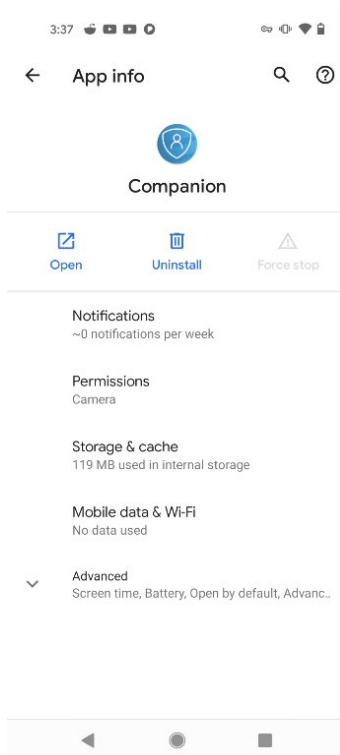 3:37
App info
Companion
Open Uninstall Force stop
Notifications
~0 notifications per week
Permissions
Camera
Storage & cache
119 MB used in internal storage
Mobile data & Wi-Fi
No data used
Advanced
Screen time, Battery, Open by default, Advanc..